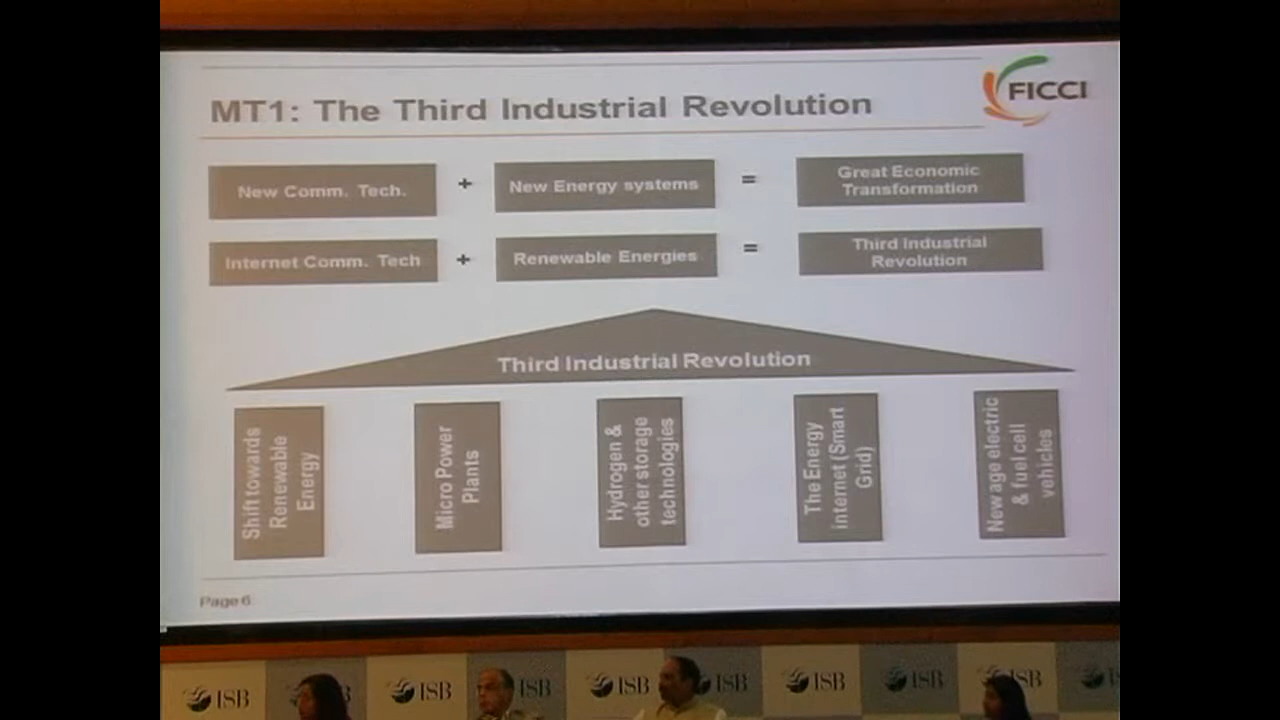 MT1: The Third Industrial Revolution
FICCI
New Comm. Tech.
+
New Energy systems
=
Great Economic
Transformation
Internet Comm. Tech
+
Renewable Energies
=
Third Industrial
Revolution
Third Industrial Revolution
Shift towards
Renewable
Energy
Micro Power
Plants
Hydrogen &
other storage
technologies
The Energy
internet (Smart
Grid)
New age electric
& fuel cell
vehicles
Page 6
ISB
ISB
ISB
ISB
ISB
ISB
ISB
ISB